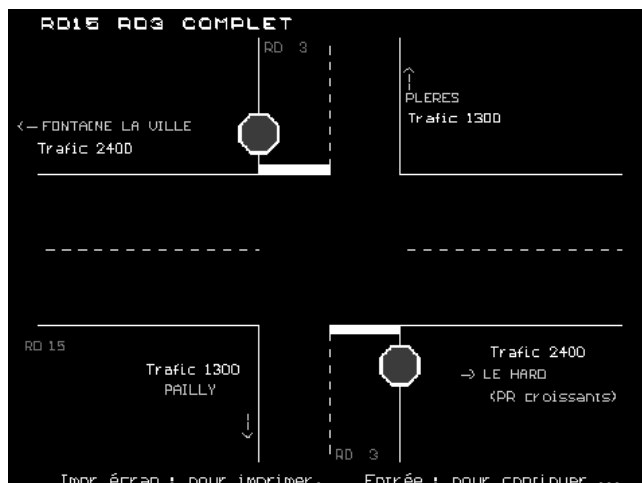 RD15 RD3 COMPLET
RD 3
PLERES
Trafic 1300
<— FONTAINE LA VILLE
Trafic 2400
RD 15
Trafic 1300
PAILLY
Trafic 2400
—> LE HARD
(PR croissants)
RD 3
Impr écran : pour imprimer. Entrée : pour continuer ...